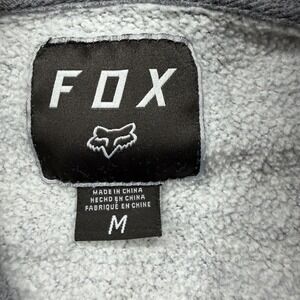 FOX
MADE IN CHINA
HECHO EN CHINA
FABRIQUÉ EN CHINE
M